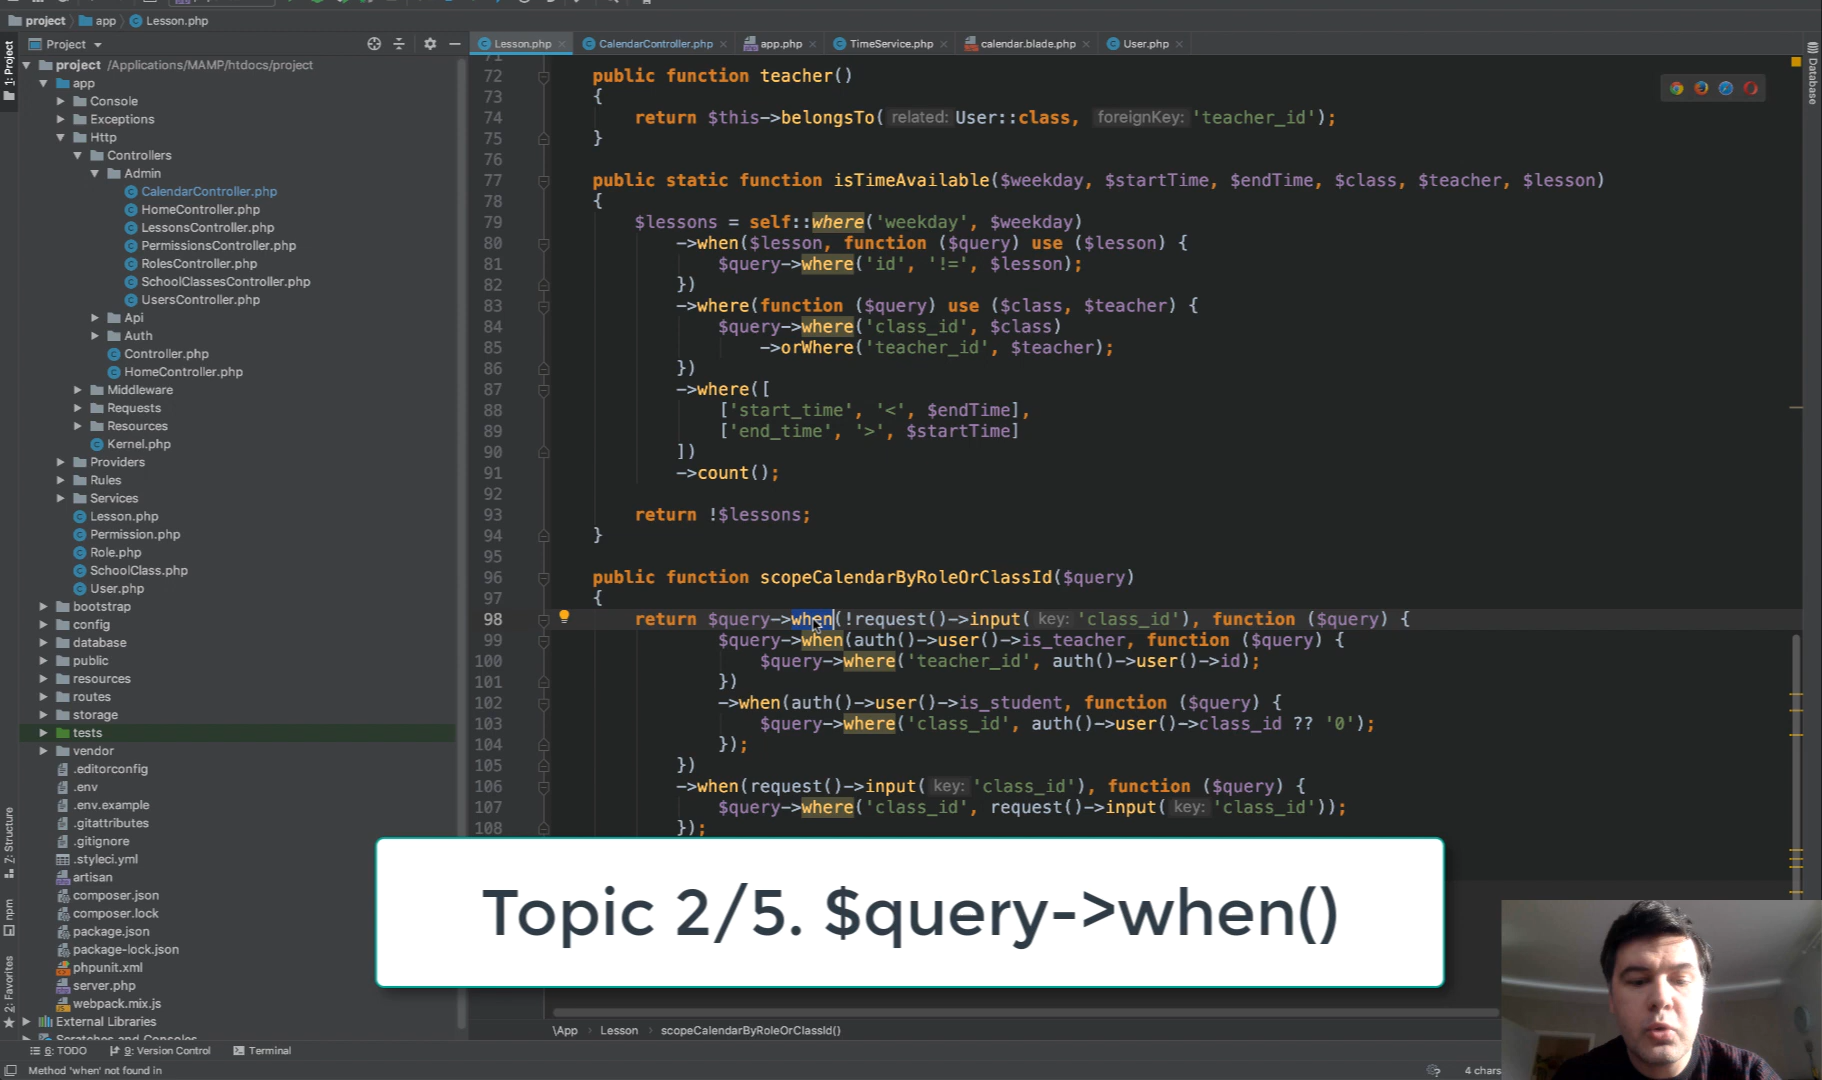 project app Lesson.php
Project
Lesson.php CalendarController.php app.php TimeService.php calendar.blade.php User.php
1: Project
Database
project /Applications/MAMP/htdocs/project
app
Console
Exceptions
Http
Controllers
Admin
CalendarController.php
HomeController.php
LessonsController.php
PermissionsController.php
RolesController.php
SchoolClassesController.php
UsersController.php
Api
Auth
Controller.php
HomeController.php
Middleware
Requests
Resources
Kernel.php
Providers
Rules
Services
Lesson.php
Permission.php
Role.php
SchoolClass.php
User.php
bootstrap
config
database
public
resources
routes
storage
tests
vendor
.editorconfig
.env
.env.example
.gitattributes
.gitignore
.styleci.yml
artisan
composer.json
composer.lock
package.json
package-lock.json
phpunit.xml
server.php
webpack.mix.js
External Libraries
Scratches and Consoles
Z: Structure
npm
2: Favorites
71
72 public function teacher()
73 {
74 return $this->belongsTo( related: User::class, foreignKey: 'teacher_id');
75 }
76
77 public static function isTimeAvailable($weekday, $startTime, $endTime, $class, $teacher, $lesson)
78 {
79 $lessons = self::where('weekday', $weekday)
80 ->when($lesson, function ($query) use ($lesson) {
81 $query->where('id', '!=', $lesson);
82 })
83 ->where(function ($query) use ($class, $teacher) {
84 $query->where('class_id', $class)
85 ->orWhere('teacher_id', $teacher);
86 })
87 ->where([
88 ['start_time', '<', $endTime],
89 ['end_time', '>', $startTime]
90 ])
91 ->count();
92
93 return !$lessons;
94 }
95
96 public function scopeCalendarByRoleOrClassId($query)
97 {
98 return $query->when(!request()->input( key: 'class_id'), function ($query) {
99 $query->when(auth()->user()->is_teacher, function ($query) {
100 $query->where('teacher_id', auth()->user()->id);
101 })
102 ->when(auth()->user()->is_student, function ($query) {
103 $query->where('class_id', auth()->user()->class_id ?? '0');
104 });
105 })
106 ->when(request()->input( key: 'class_id'), function ($query) {
107 $query->where('class_id', request()->input( key: 'class_id'));
108 });
Topic 2/5. $query->when()
\App › Lesson › scopeCalendarByRoleOrClassId()
6: TODO 9: Version Control Terminal
Method 'when' not found in
4 chars